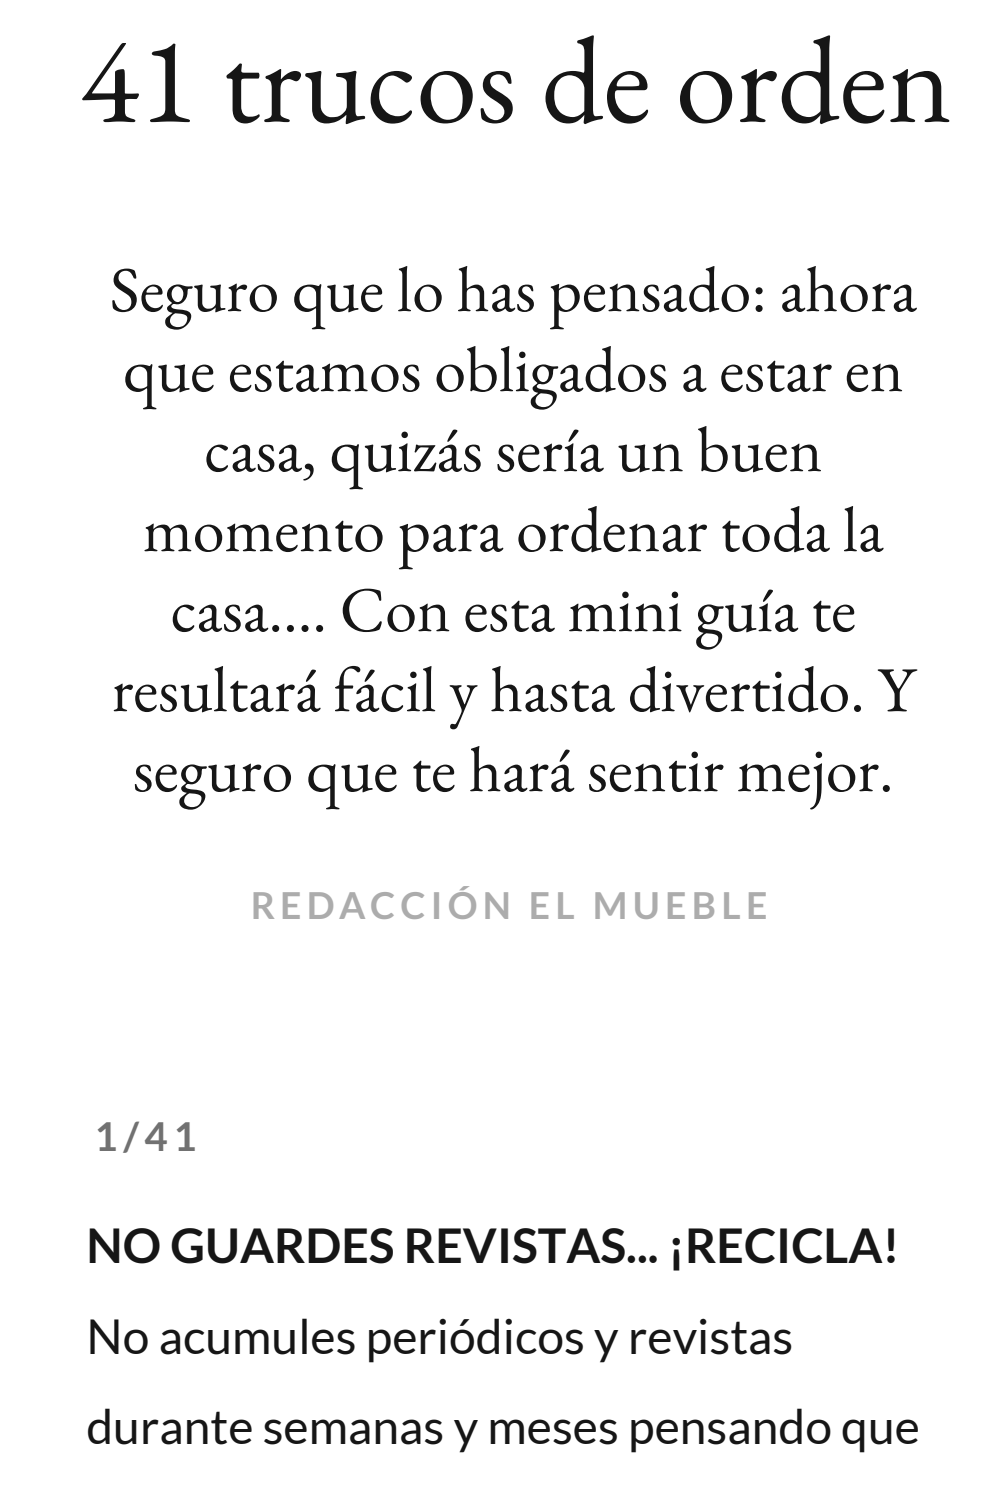 41 trucos de orden
Seguro que lo has pensado: ahora
que estamos obligados a estar en
casa, quizás sería un buen
momento para ordenar toda la
casa.... Con esta mini guía te
resultará fácil y hasta divertido. Y
seguro que te hará sentir mejor.
REDACCIÓN EL MUEBLE
1/41
NO GUARDES REVISTAS... ¡RECICLA!
No acumules periódicos y revistas
durante semanas y meses pensando que